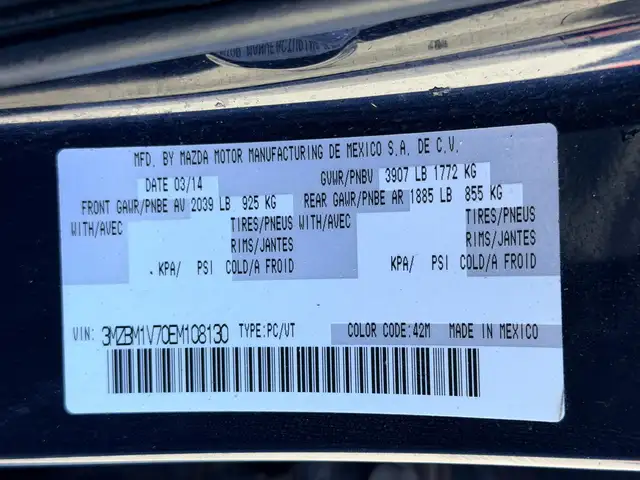 MFD. BY MAZDA MOTOR MANUFACTURING DE MEXICO S.A. DE C.V.
DATE 03/14 GVWR/PNBV 3907 LB 1772 KG
FRONT GAWR/PNBE AV 2039 LB 925 KG REAR GAWR/PNBE AR 1885 LB 855 KG
WITH/AVEC TIRES/PNEUS WITH/AVEC TIRES/PNEUS
RIMS/JANTES RIMS/JANTES
. KPA/ PSI COLD/A FROID KPA/ PSI COLD/A FROID
VIN: 3MZBM1V70EM108130 TYPE:PC/VT COLOR CODE:42M MADE IN MEXICO